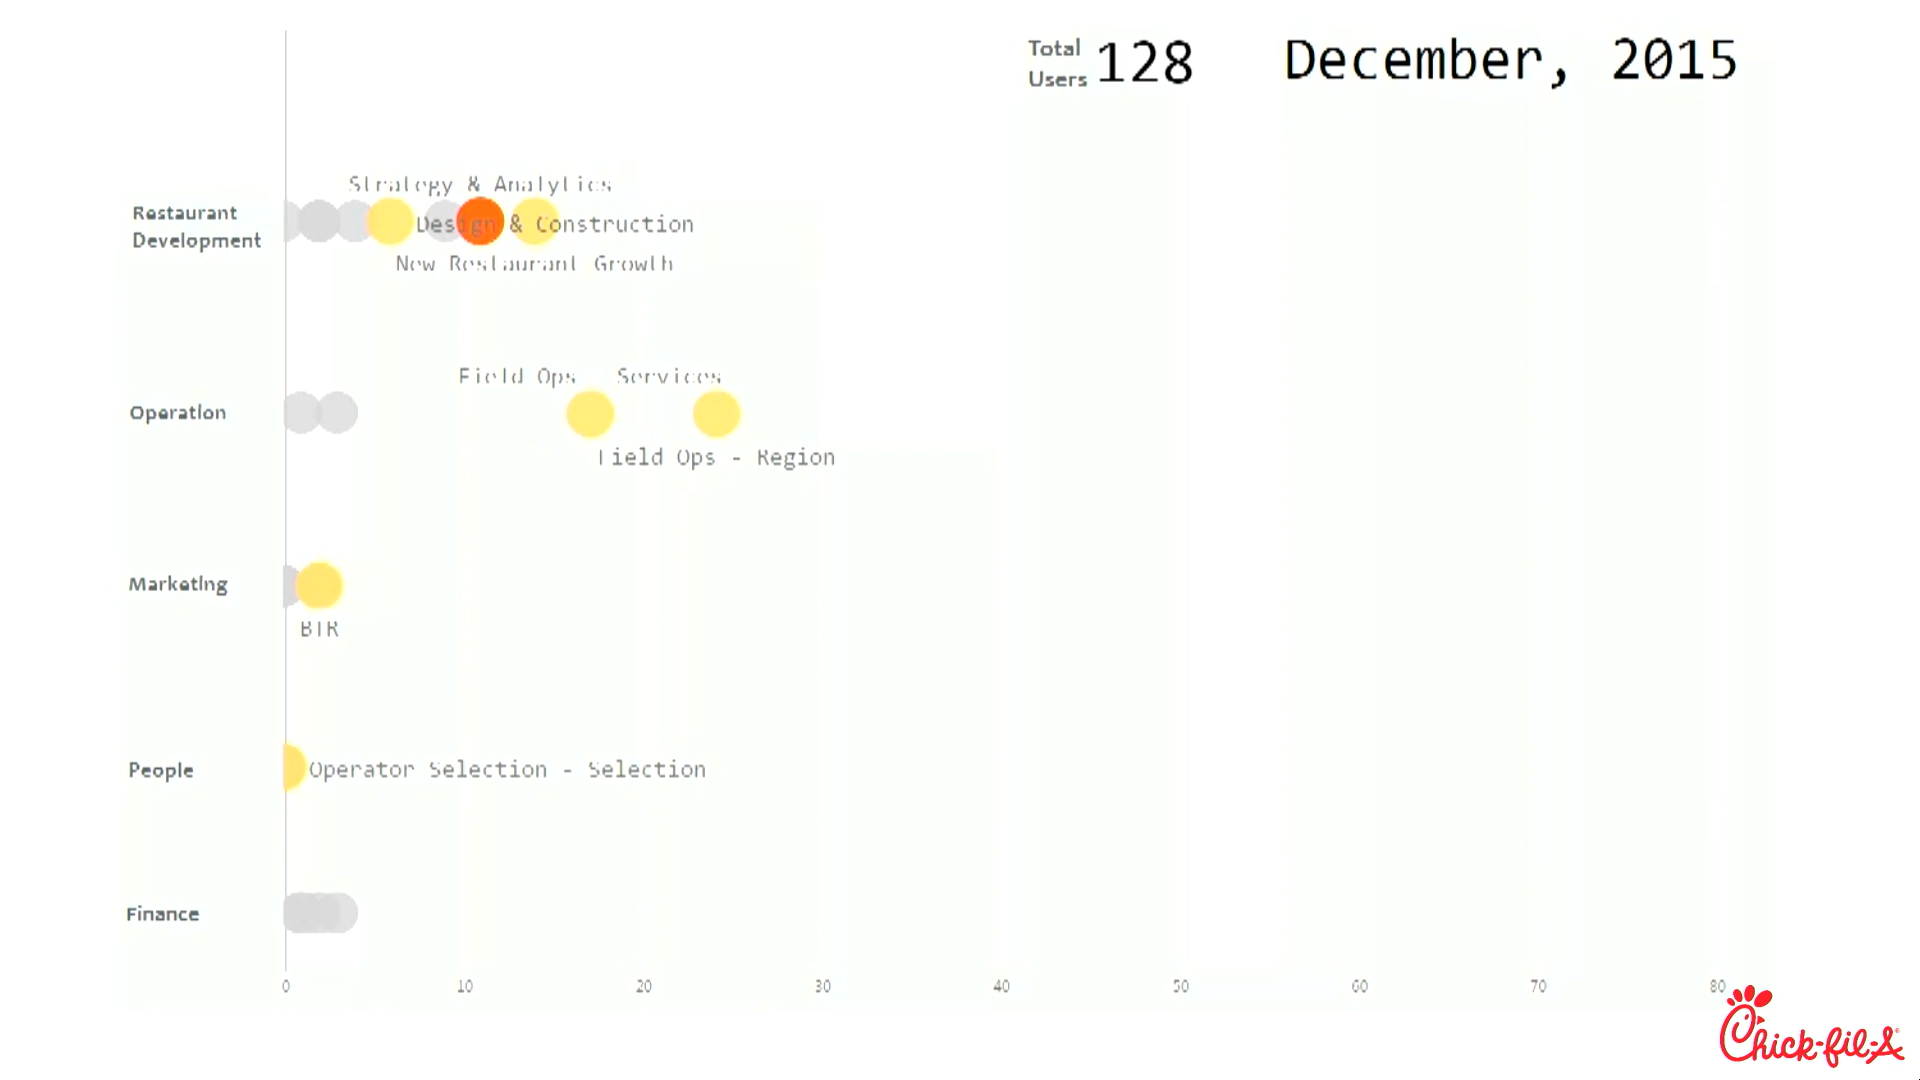 Total
Users
128
December, 2015
Strategy & Analytics
Restaurant
Development
Design & Construction
New Restaurant Growth
Field Ops - Services
Operation
Field Ops - Region
Marketing
BTR
People
Operator Selection - Selection
Finance
0 10 20 30 40 50 60 70 80
Chick-fil-A